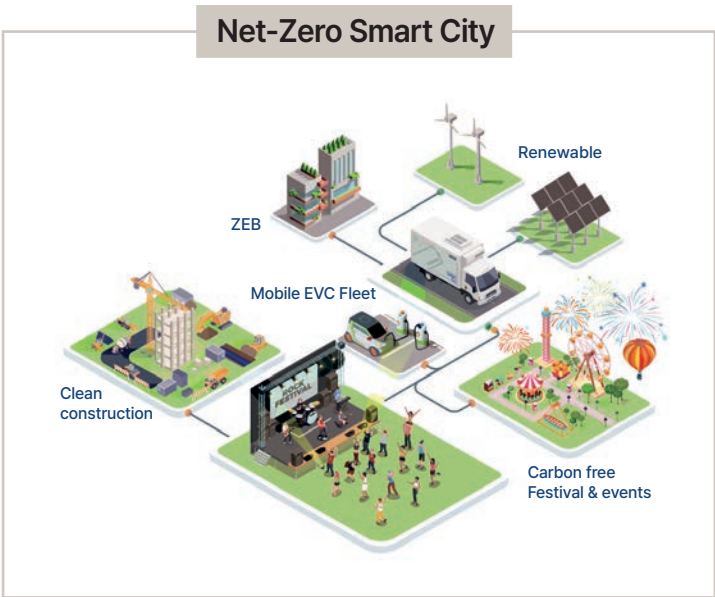 Net-Zero Smart City
Renewable
ZEB
Mobile EVC Fleet
ROCK
FESTIVAL
Clean
construction
Carbon free
Festival & events